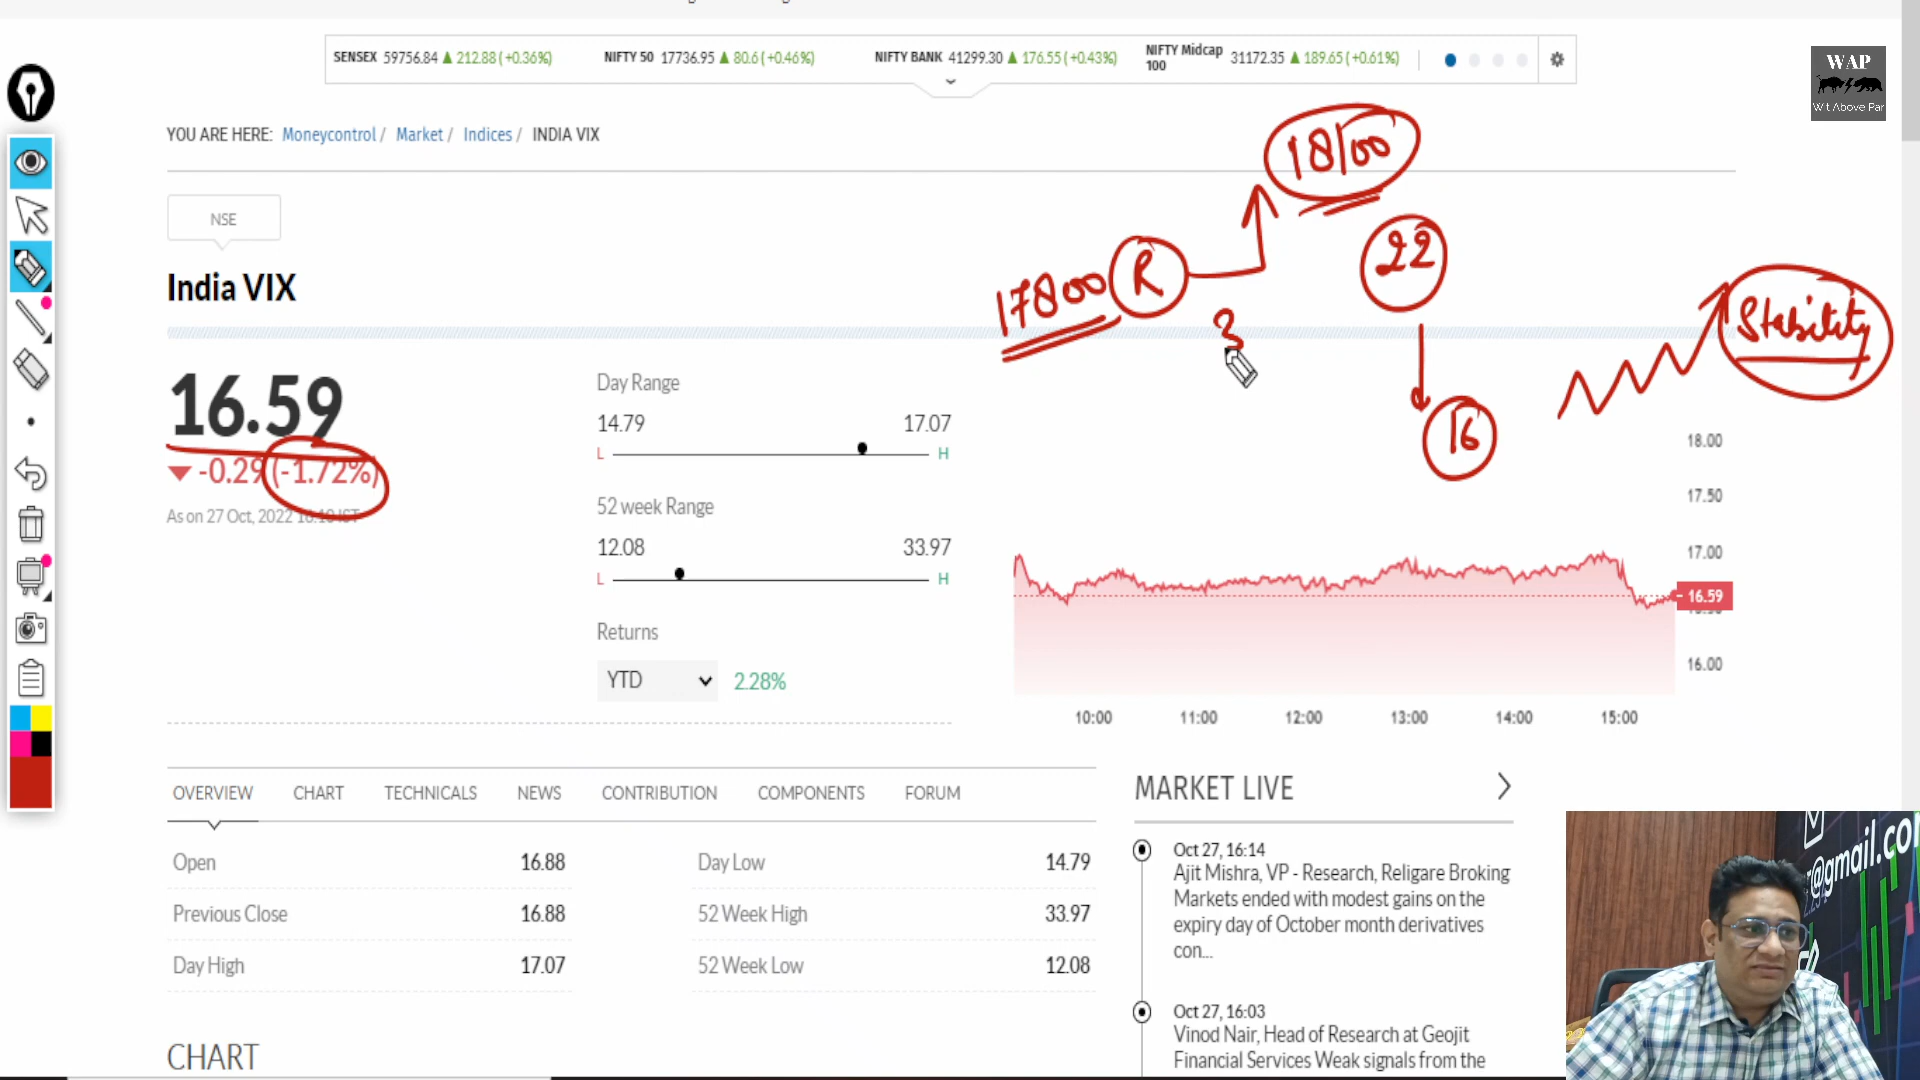 SENSEX 59756.84 ▲ 212.88 (+0.36%) NIFTY 50 17736.95 ▲ 80.6 (+0.46%) NIFTY BANK 41299.30 ▲ 176.55 (+0.43%) NIFTY Midcap 100 31172.35 ▲ 189.65 (+0.61%)
WAP
Wit Above Par
YOU ARE HERE: Moneycontrol / Market / Indices / INDIA VIX
18100
NSE
22
17800 R
India VIX
Stability
3
16.59
Day Range
14.79 17.07
L H
16
▼ -0.29 (-1.72%)
As on 27 Oct, 2022 16:10 IST
52 week Range
12.08 33.97
L H
Returns
YTD 2.28%
18.00
17.50
17.00
16.59
16.00
10:00 11:00 12:00 13:00 14:00 15:00
OVERVIEW CHART TECHNICALS NEWS CONTRIBUTION COMPONENTS FORUM
Open 16.88 Day Low 14.79
Previous Close 16.88 52 Week High 33.97
Day High 17.07 52 Week Low 12.08
CHART
MARKET LIVE
Oct 27, 16:14
Ajit Mishra, VP - Research, Religare Broking
Markets ended with modest gains on the
expiry day of October month derivatives
con...
Oct 27, 16:03
Vinod Nair, Head of Research at Geojit
Financial Services Weak signals from the
@gmail.co